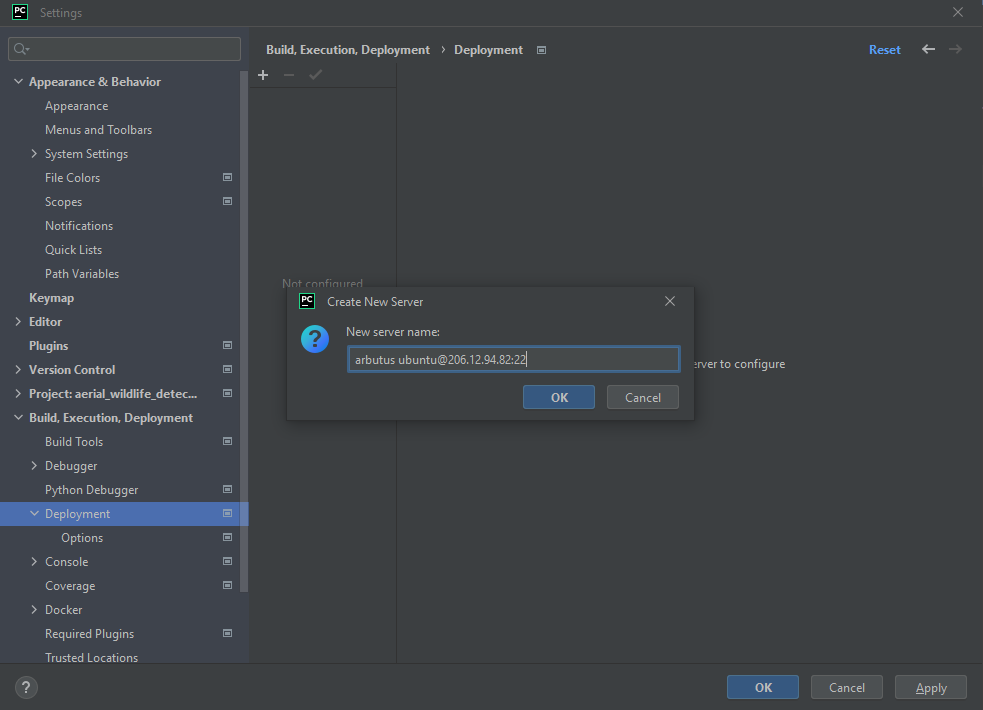 PC Settings
Build, Execution, Deployment › Deployment
Reset
Appearance & Behavior
Appearance
Menus and Toolbars
System Settings
File Colors
Scopes
Notifications
Quick Lists
Path Variables
Keymap
Editor
Plugins
Version Control
Project: aerial_wildlife_detec...
Build, Execution, Deployment
Build Tools
Debugger
Python Debugger
Deployment
Options
Console
Coverage
Docker
Required Plugins
Trusted Locations
Not configured
erver to configure
PC Create New Server
?
New server name:
arbutus ubuntu@206.12.94.82:22
OK
Cancel
?
OK
Cancel
Apply